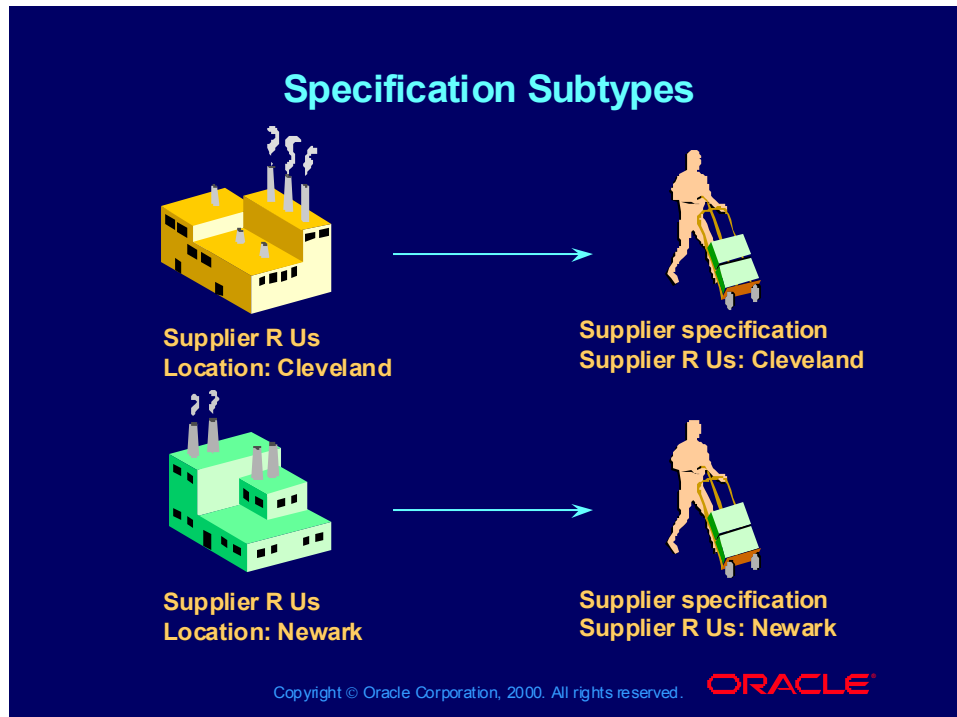 Specification Subtypes
Supplier R Us
Location: Cleveland
Supplier specification
Supplier R Us: Cleveland
Supplier R Us
Location: Newark
Supplier specification
Supplier R Us: Newark
Copyright © Oracle Corporation, 2000. All rights reserved.
ORACLE®